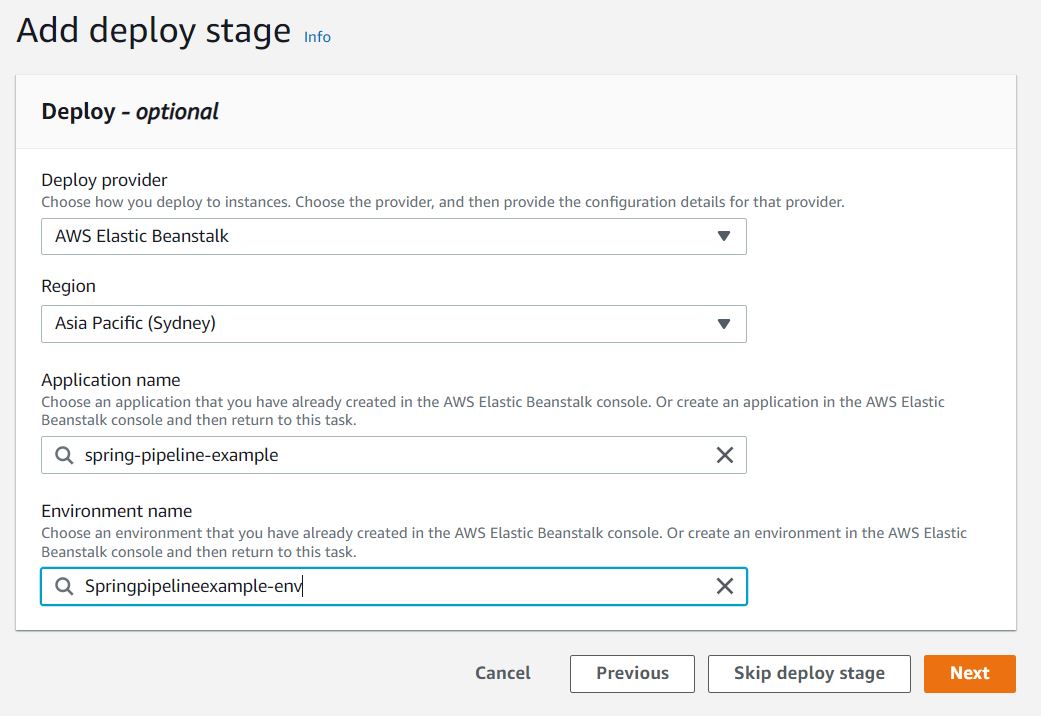 Add deploy stage Info
Deploy - optional
Deploy provider
Choose how you deploy to instances. Choose the provider, and then provide the configuration details for that provider.
AWS Elastic Beanstalk
Region
Asia Pacific (Sydney)
Application name
Choose an application that you have already created in the AWS Elastic Beanstalk console. Or create an application in the AWS Elastic
Beanstalk console and then return to this task.
spring-pipeline-example
Environment name
Choose an environment that you have already created in the AWS Elastic Beanstalk console. Or create an environment in the AWS Elastic
Beanstalk console and then return to this task.
Springpipelineexample-env
Cancel Previous Skip deploy stage Next